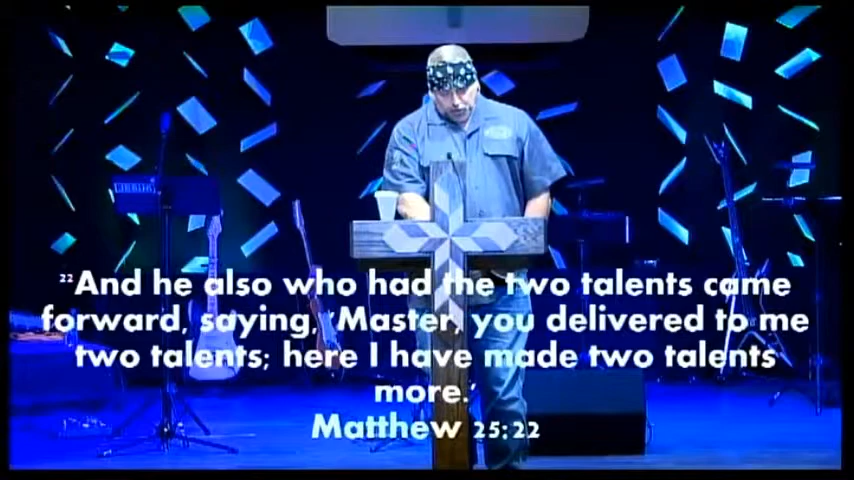 22And he also who had the two talents came
forward, saying, 'Master, you delivered to me
two talents; here I have made two talents
more.'
Matthew 25:22